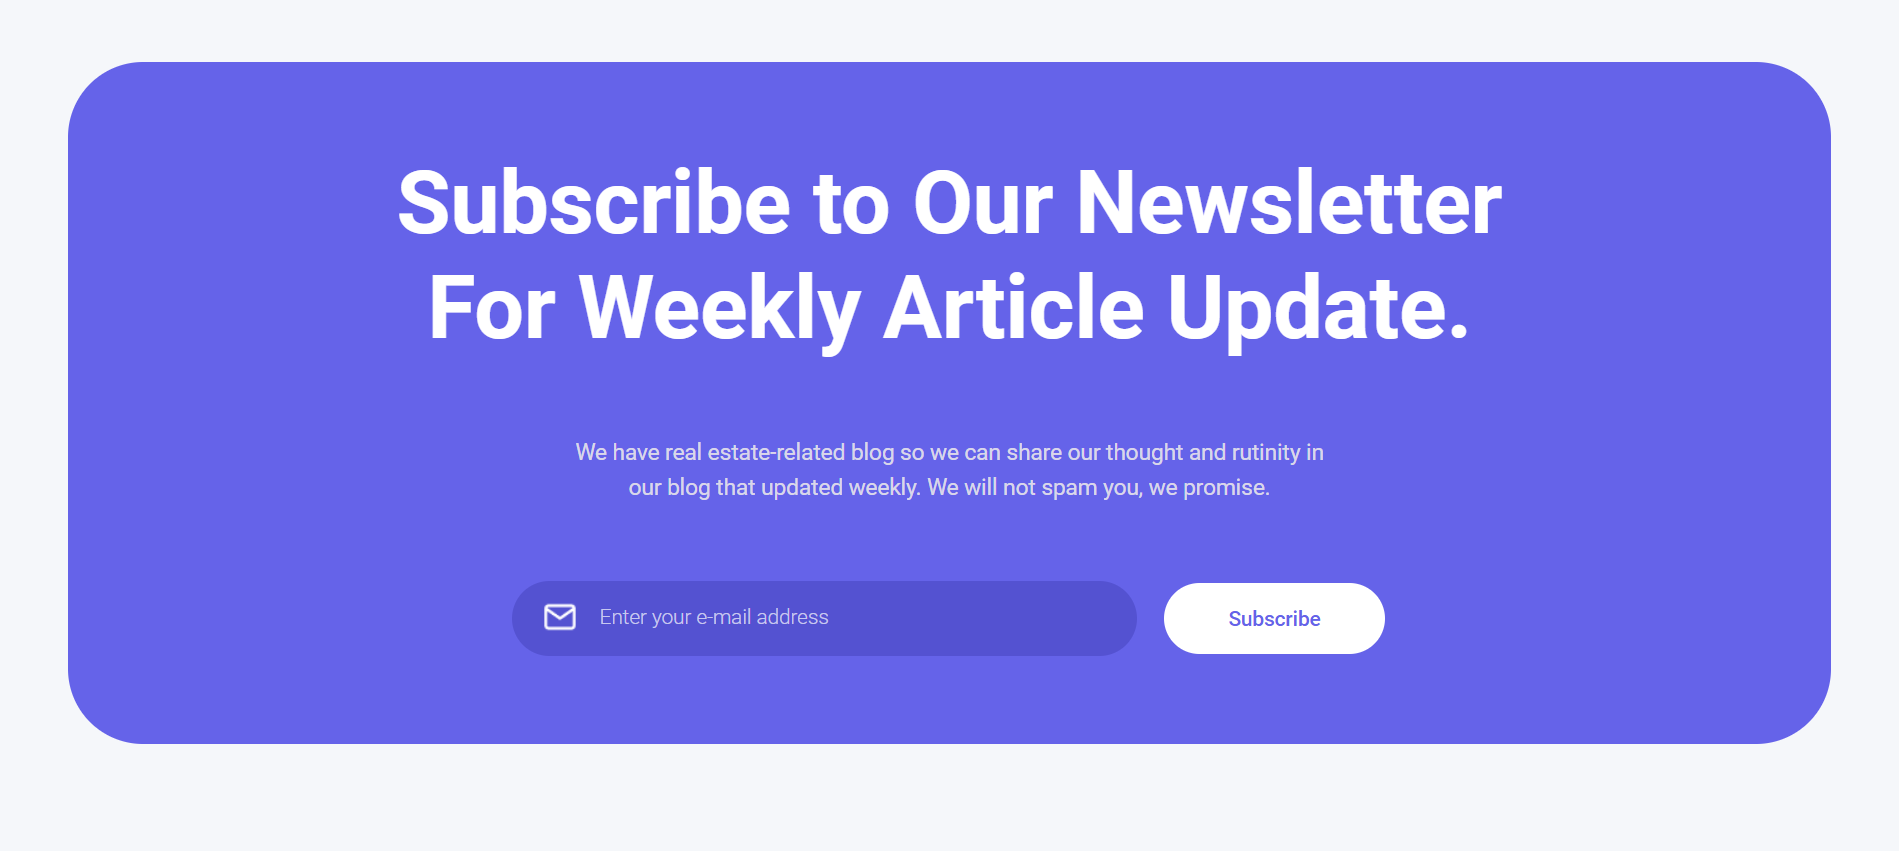 Subscribe to Our Newsletter
For Weekly Article Update.
We have real estate-related blog so we can share our thought and rutinity in
our blog that updated weekly. We will not spam you, we promise.
Enter your e-mail address
Subscribe